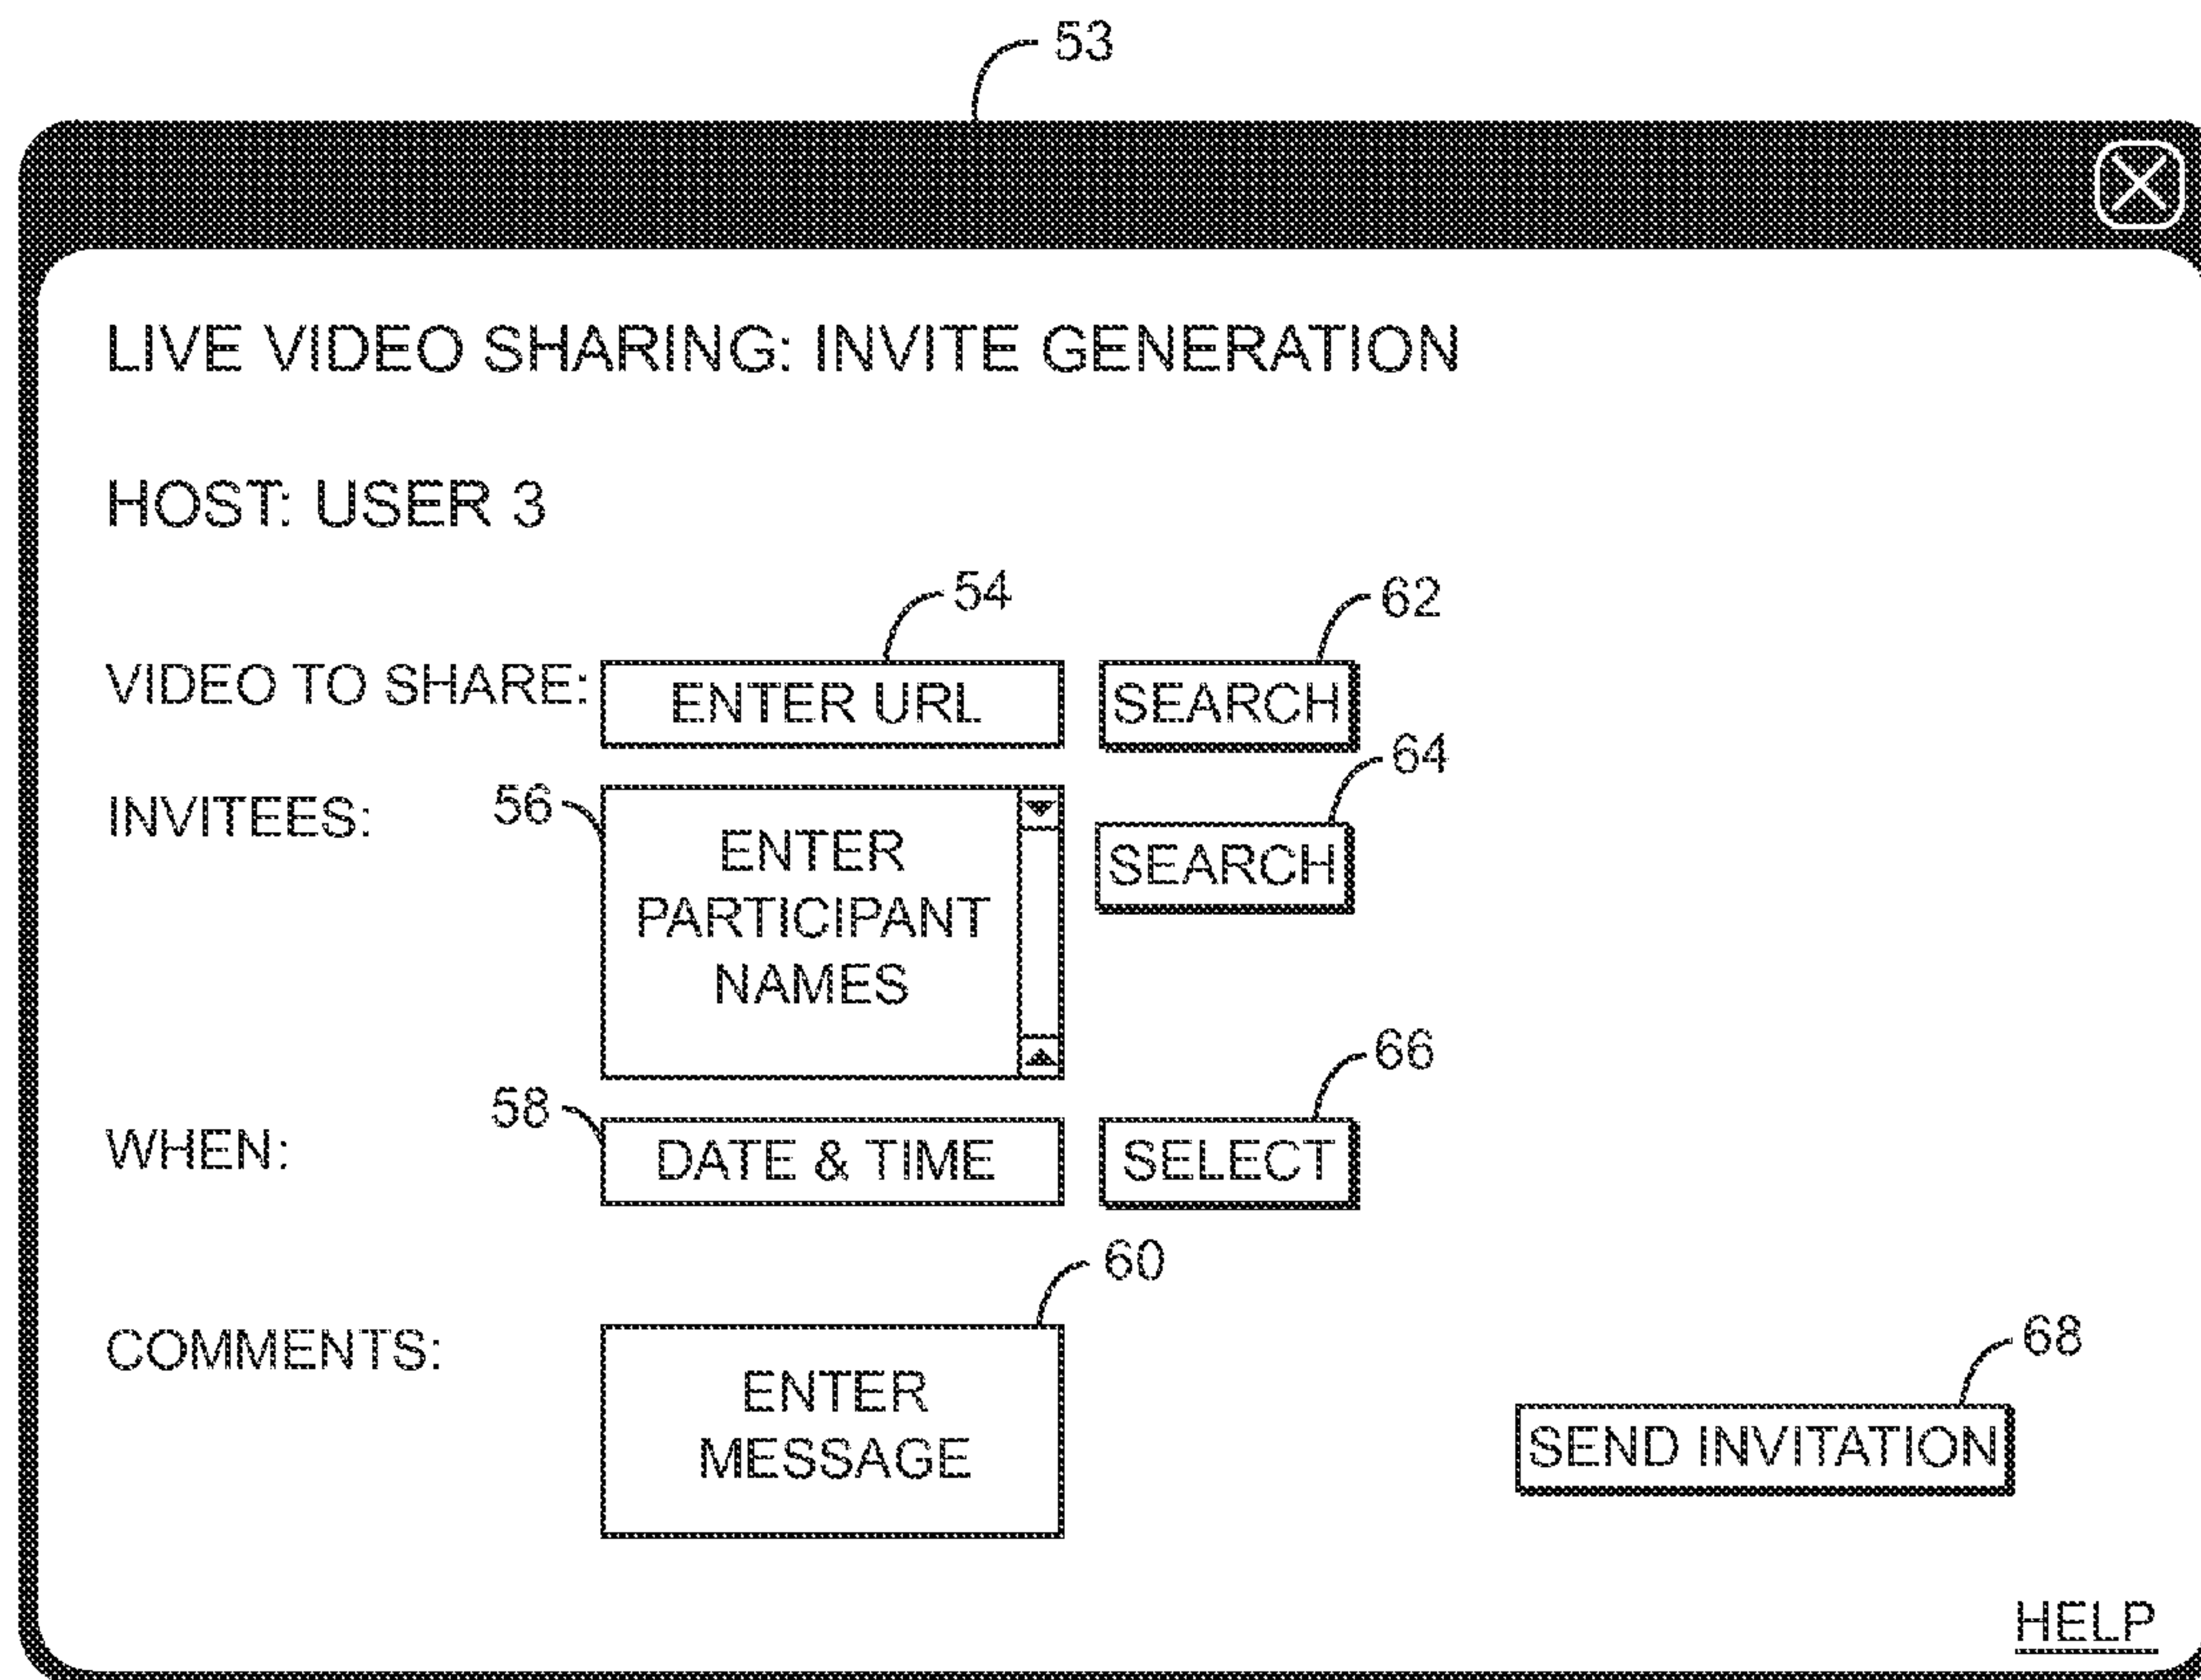 53
LIVE VIDEO SHARING: INVITE GENERATION
HOST: USER 3
54
62
VIDEO TO SHARE: ENTER URL SEARCH
64
INVITEES: 56 ENTER PARTICIPANT NAMES SEARCH
66
58
WHEN: DATE & TIME SELECT
60
COMMENTS: ENTER MESSAGE
68
SEND INVITATION
HELP